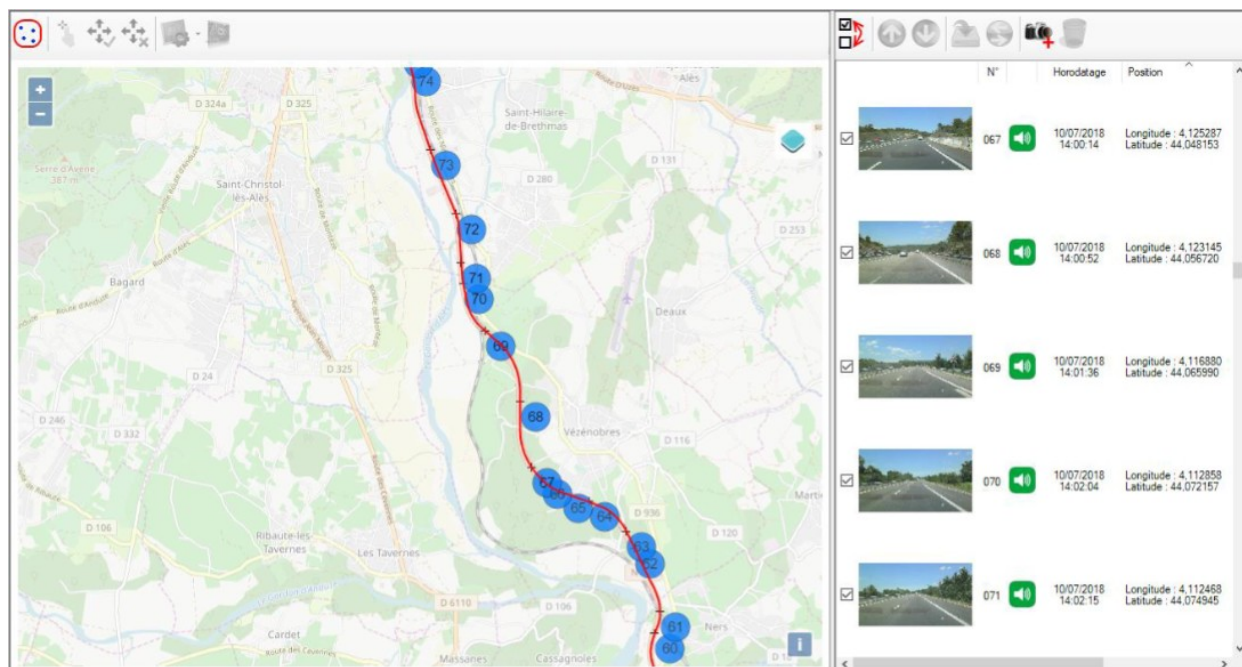 N° Horodatage Position
067 10/07/2018 14:00:14 Longitude : 4,125287 Latitude : 44,048153
068 10/07/2018 14:00:52 Longitude : 4,123145 Latitude : 44,056720
069 10/07/2018 14:01:36 Longitude : 4,116880 Latitude : 44,065990
070 10/07/2018 14:02:04 Longitude : 4,112858 Latitude : 44,072157
071 10/07/2018 14:02:15 Longitude : 4,112468 Latitude : 44,074945
+
−
74
Alès
D 324a
D 325
Saint-Hilaire-
de-Brethmas
Serre d'Avène
387 m
D 131
73
Saint-Christol
lès-Alès
D 280
72
D 253
71
70
Bagard
Deaux
69
D 325
D 24
68
D 246
D 332
Vézénobres
D 116
67
66
65
64
D 936
D 106
Ribaute-les-
Tavernes
Les Tavernes
63
52
D 120
D 6110
D 106
61
Ners
60
Cardet
Massanes
Cassagnoles
i